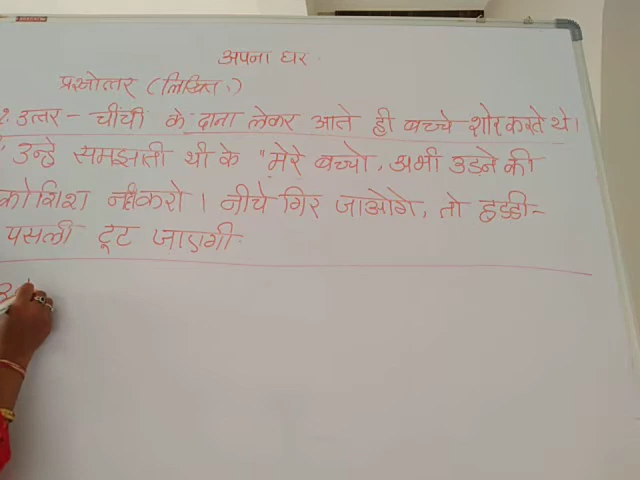 अपना घर
प्रश्नोत्तर (लिखित)
उत्तर - चींचीं के दाना लेकर आते ही बच्चे शोर करते थे।
उन्हे समझाती थी के "मेरे बच्चो, अभी उडने की
कोशिश नहीं करो। नीचे गिर जाओगे, तो हड्डी-
पसली टूट जाएगी